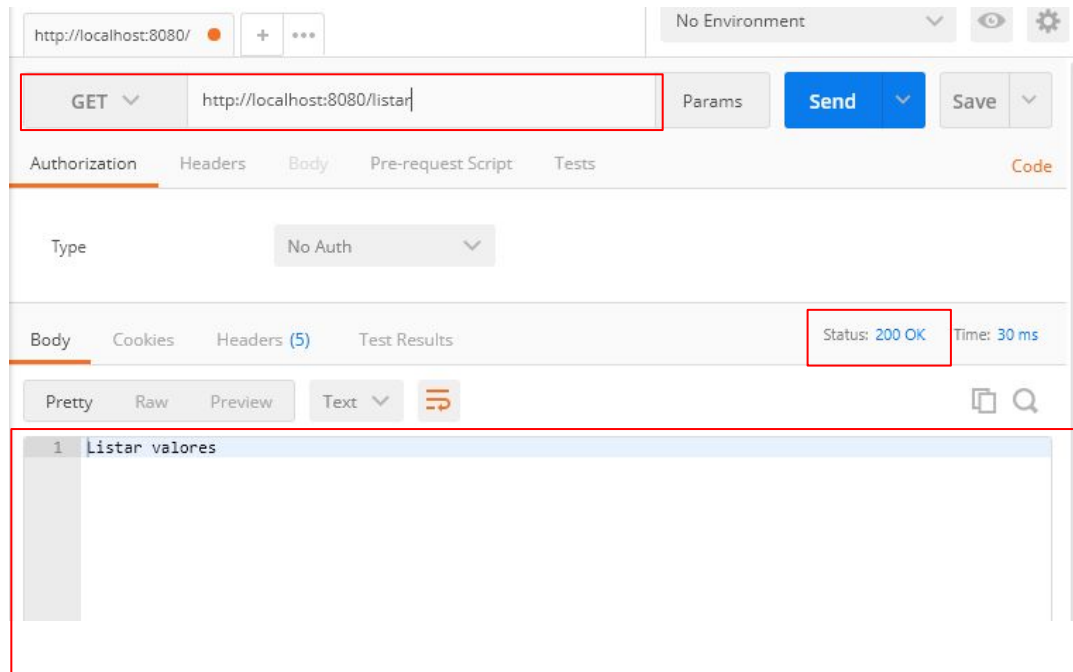 No Environment
http://localhost:8080/
GET http://localhost:8080/listar Params Send Save
Authorization Headers Body Pre-request Script Tests Code
Type No Auth
Body Cookies Headers (5) Test Results Status: 200 OK Time: 30 ms
Pretty Raw Preview Text
1 Listar valores